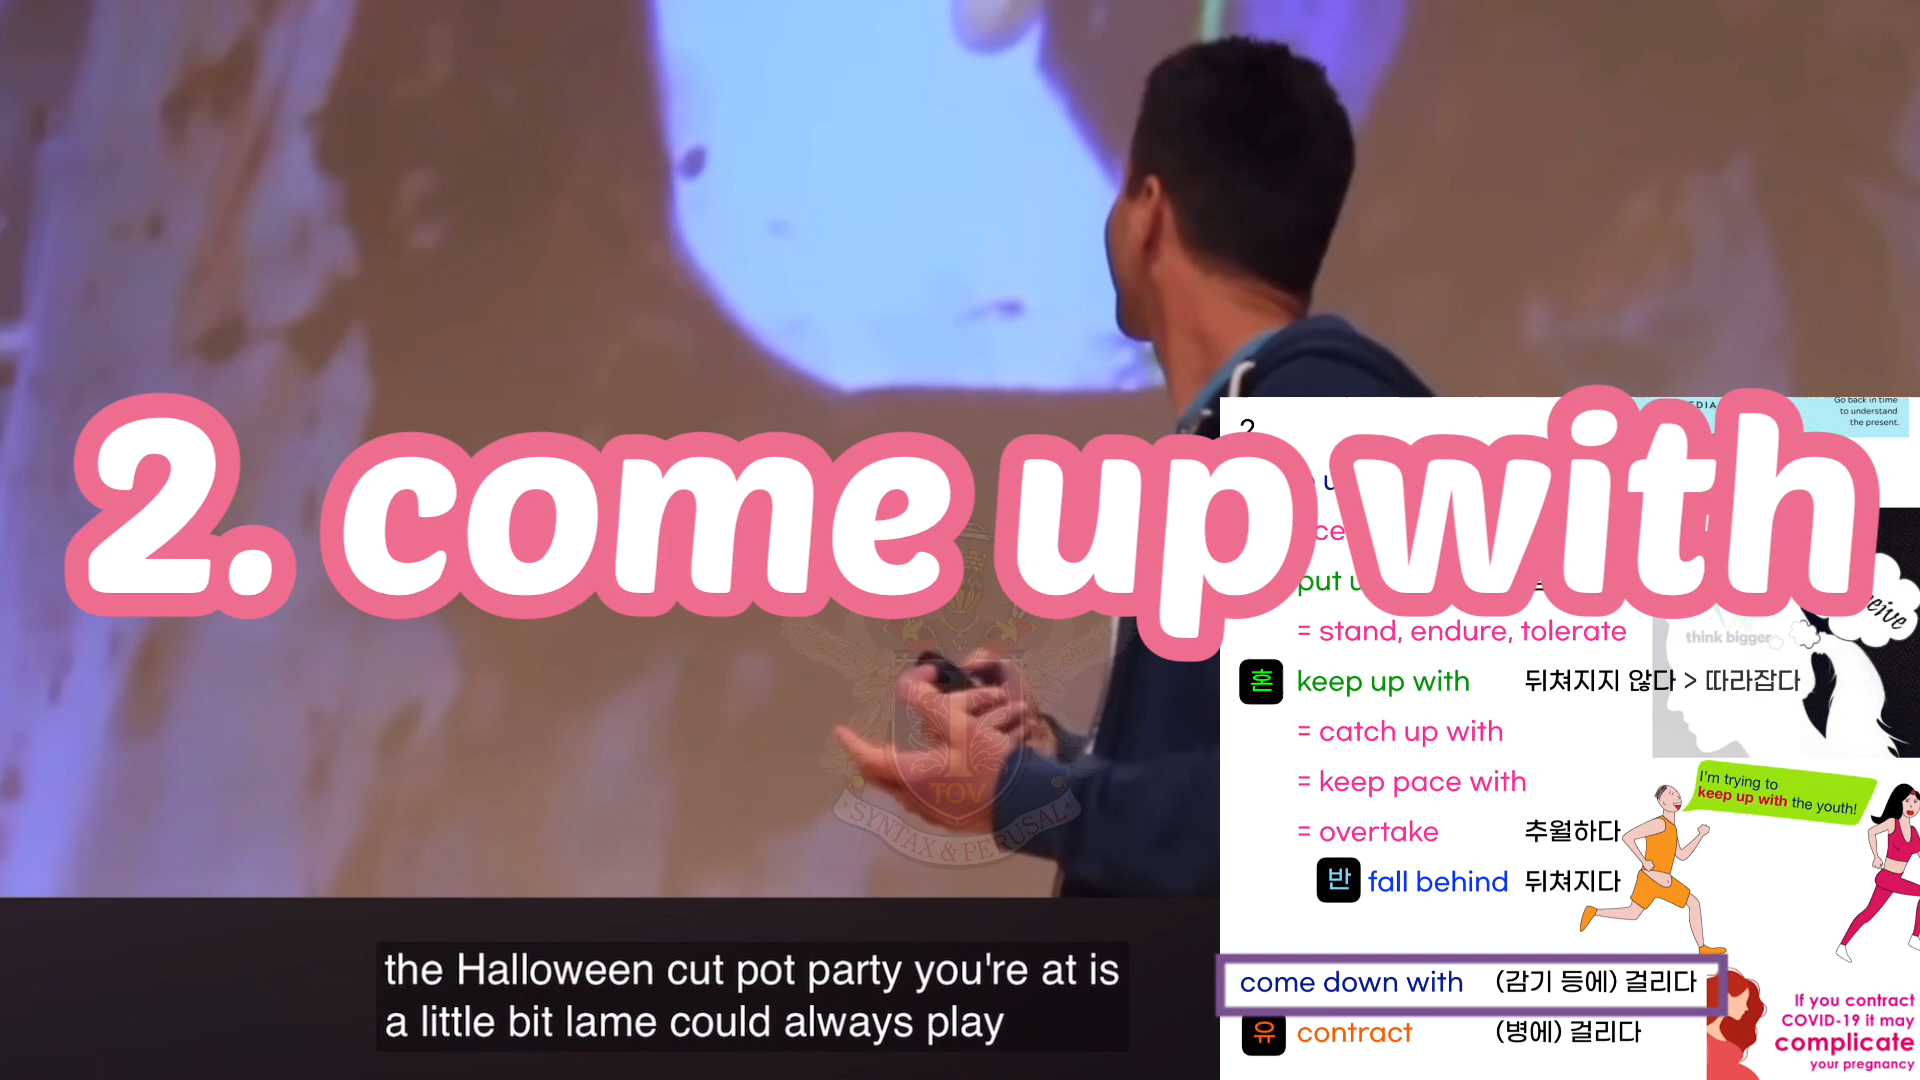 2. come up with
EDIA
Go back in time
to understand
the present.
2
put u
= stand, endure, tolerate
think bigger
혼 keep up with 뒤쳐지지 않다 > 따라잡다
= catch up with
= keep pace with
I'm trying to
keep up with the youth!
= overtake 추월하다
반 fall behind 뒤쳐지다
come down with (감기 등에) 걸리다
유 contract (병에) 걸리다
If you contract
COVID-19 it may
complicate
your pregnancy
TOV
SYNTAX & PERUSAL
the Halloween cut pot party you're at is
a little bit lame could always play